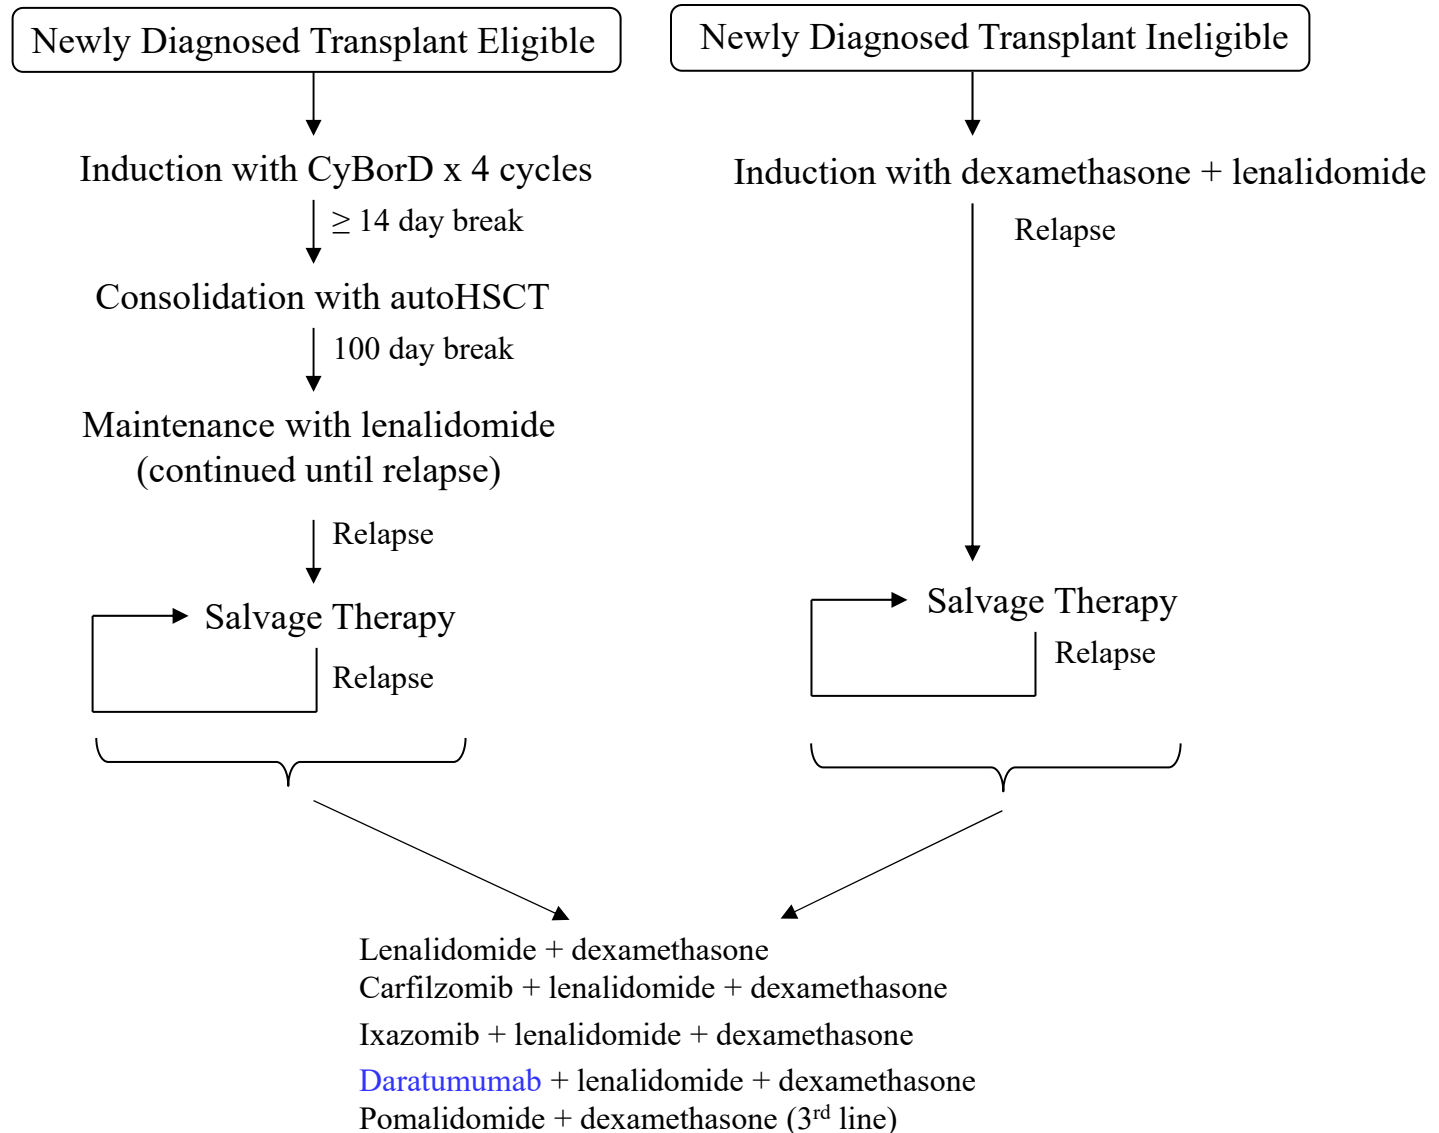 Newly Diagnosed Transplant Eligible
Induction with CyBorD x 4 cycles
≥ 14 day break
Consolidation with autoHSCT
100 day break
Maintenance with lenalidomide
(continued until relapse)
Relapse
Salvage Therapy
Relapse
Newly Diagnosed Transplant Ineligible
Induction with dexamethasone + lenalidomide
Relapse
Salvage Therapy
Relapse
Lenalidomide + dexamethasone
Carfilzomib + lenalidomide + dexamethasone
Ixazomib + lenalidomide + dexamethasone
Daratumumab + lenalidomide + dexamethasone
Pomalidomide + dexamethasone (3rd line)